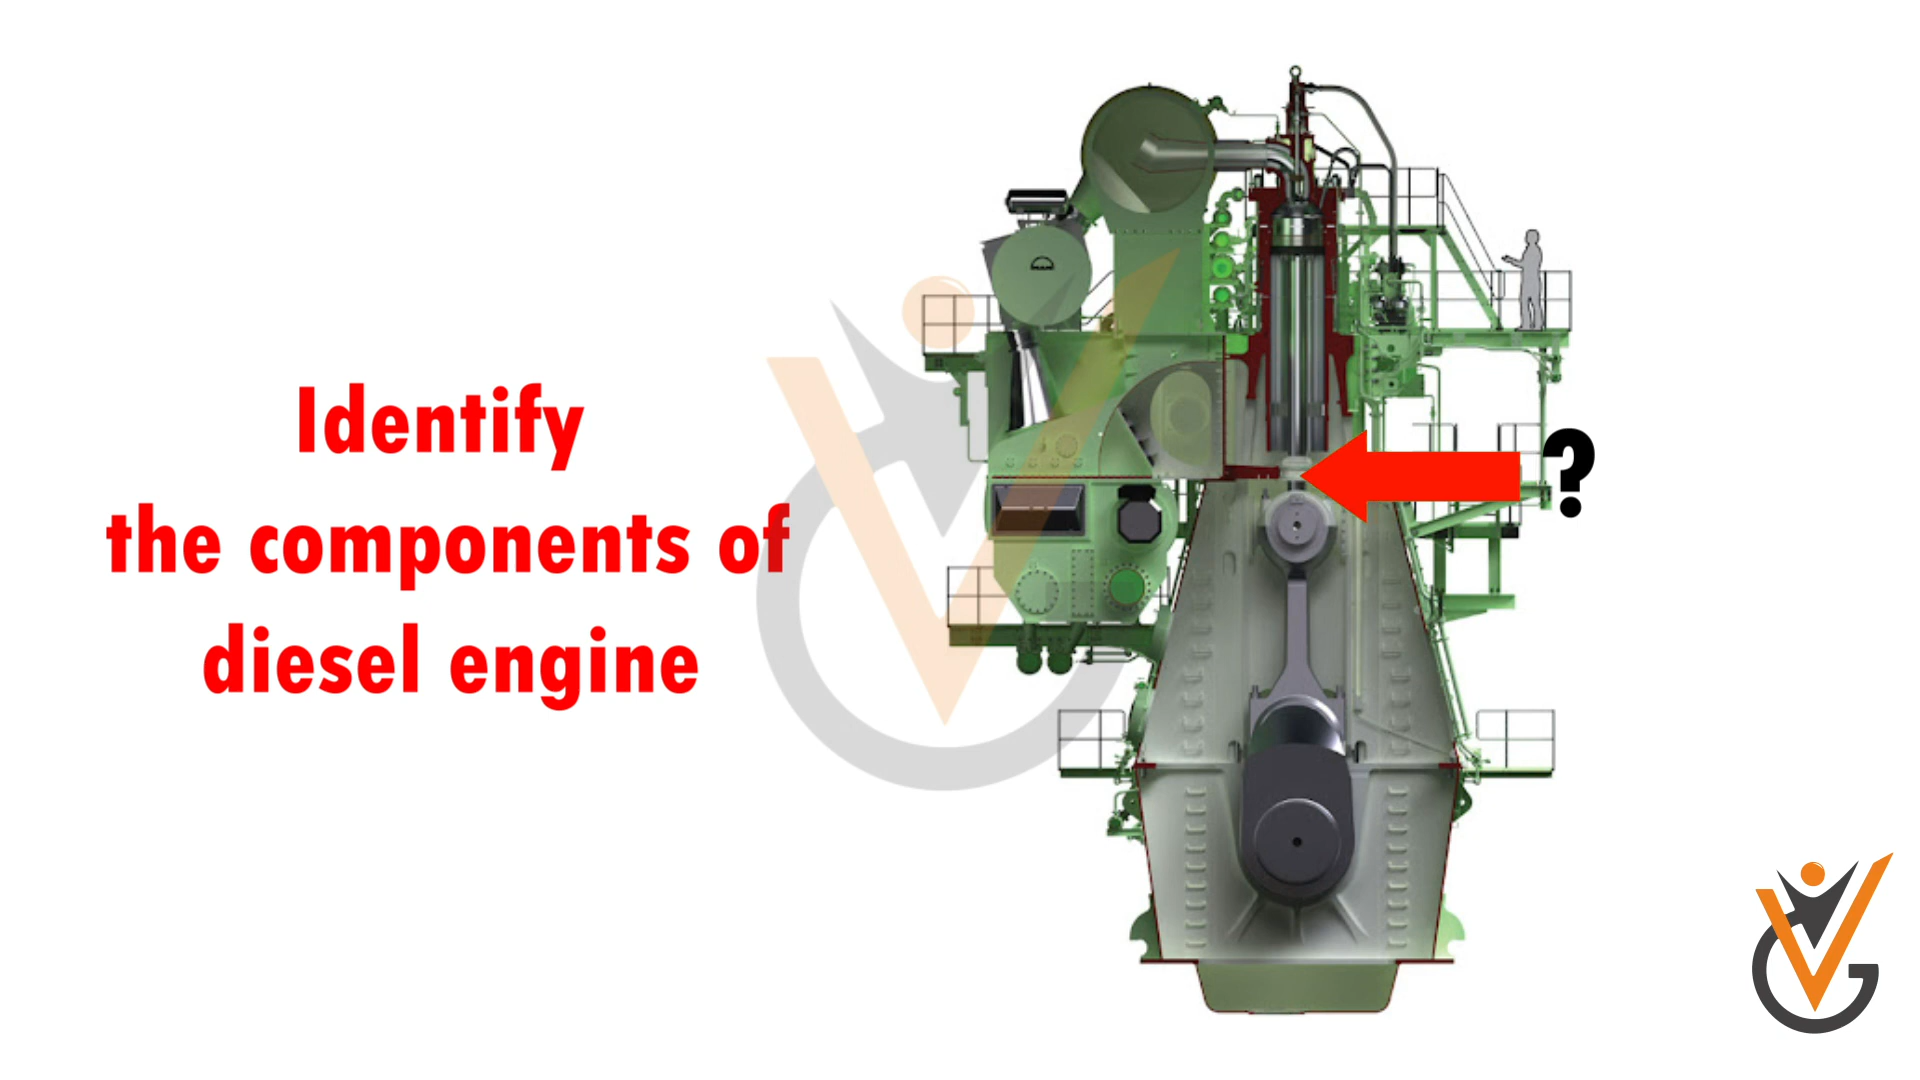 Identify
the components of
diesel engine
?